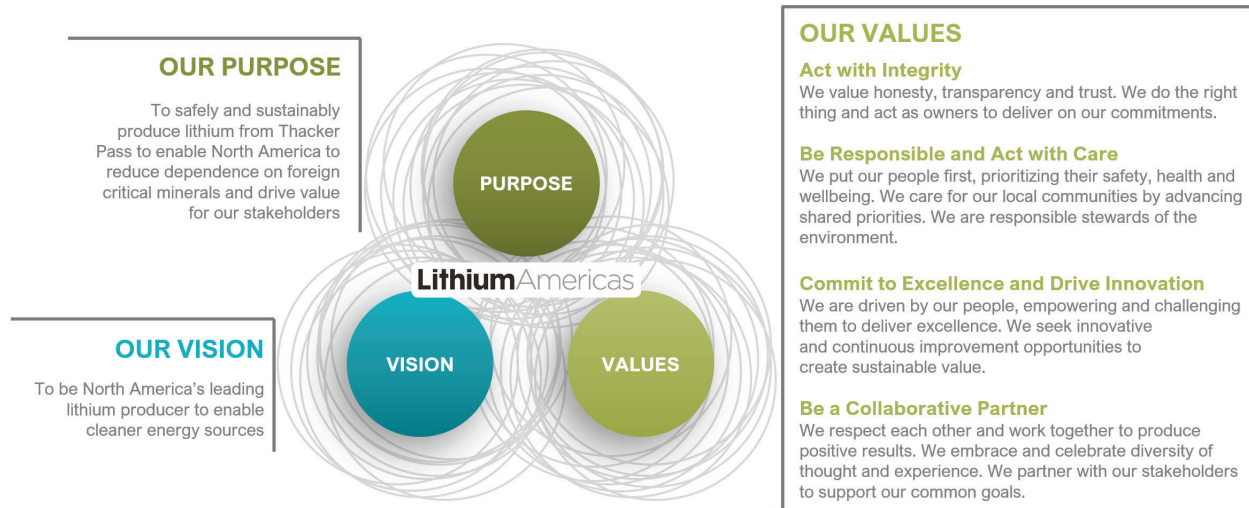 OUR PURPOSE
To safely and sustainably
produce lithium from Thacker
Pass to enable North America to
reduce dependence on foreign
critical minerals and drive value
for our stakeholders
OUR VISION
To be North America’s leading
lithium producer to enable
cleaner energy sources
PURPOSE
LithiumAmericas
VISION
VALUES
OUR VALUES
Act with Integrity
We value honesty, transparency and trust. We do the right
thing and act as owners to deliver on our commitments.
Be Responsible and Act with Care
We put our people first, prioritizing their safety, health and
wellbeing. We care for our local communities by advancing
shared priorities. We are responsible stewards of the
environment.
Commit to Excellence and Drive Innovation
We are driven by our people, empowering and challenging
them to deliver excellence. We seek innovative
and continuous improvement opportunities to
create sustainable value.
Be a Collaborative Partner
We respect each other and work together to produce
positive results. We embrace and celebrate diversity of
thought and experience. We partner with our stakeholders
to support our common goals.